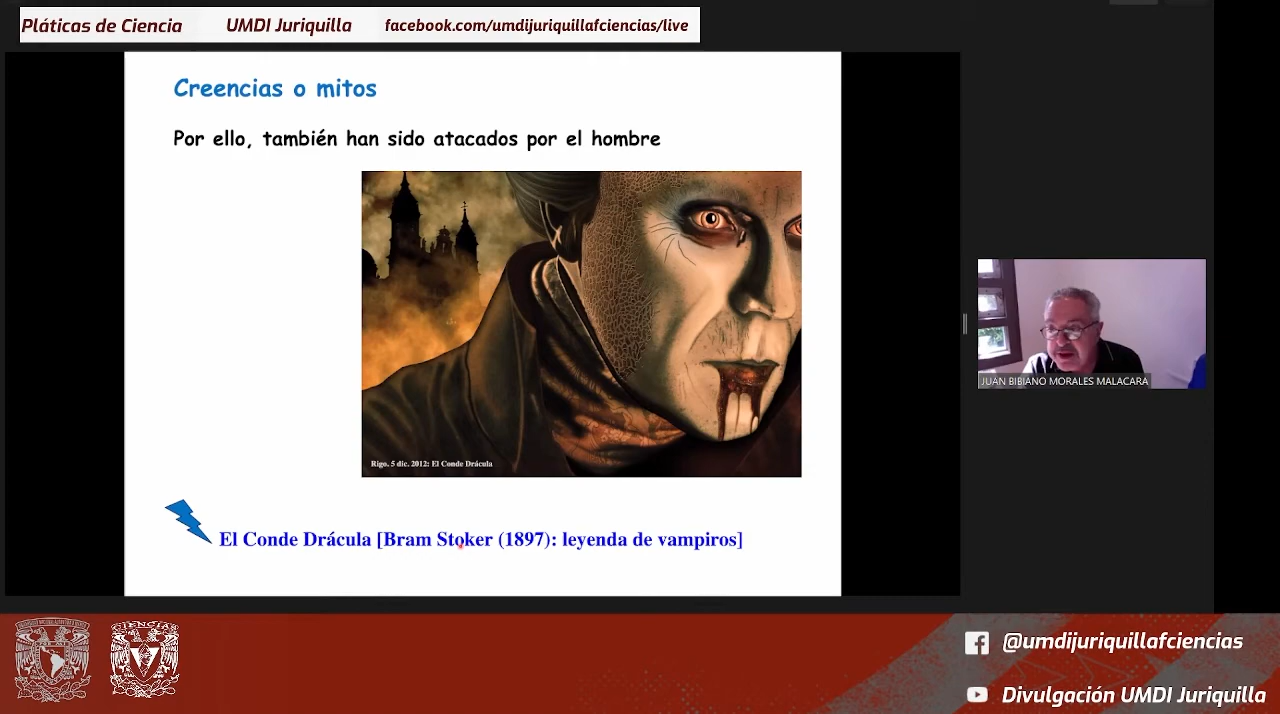 Pláticas de Ciencia UMDI Juriquilla facebook.com/umdijuriquillafciencias/live
Creencias o mitos
Por ello, también han sido atacados por el hombre
Rigo. 5 dic. 2012: El Conde Drácula
El Conde Drácula [Bram Stoker (1897): leyenda de vampiros]
JUAN BIBIANO MORALES MALACARA
CIENCIAS
@umdijuriquillafciencias
Divulgación UMDI Juriquilla